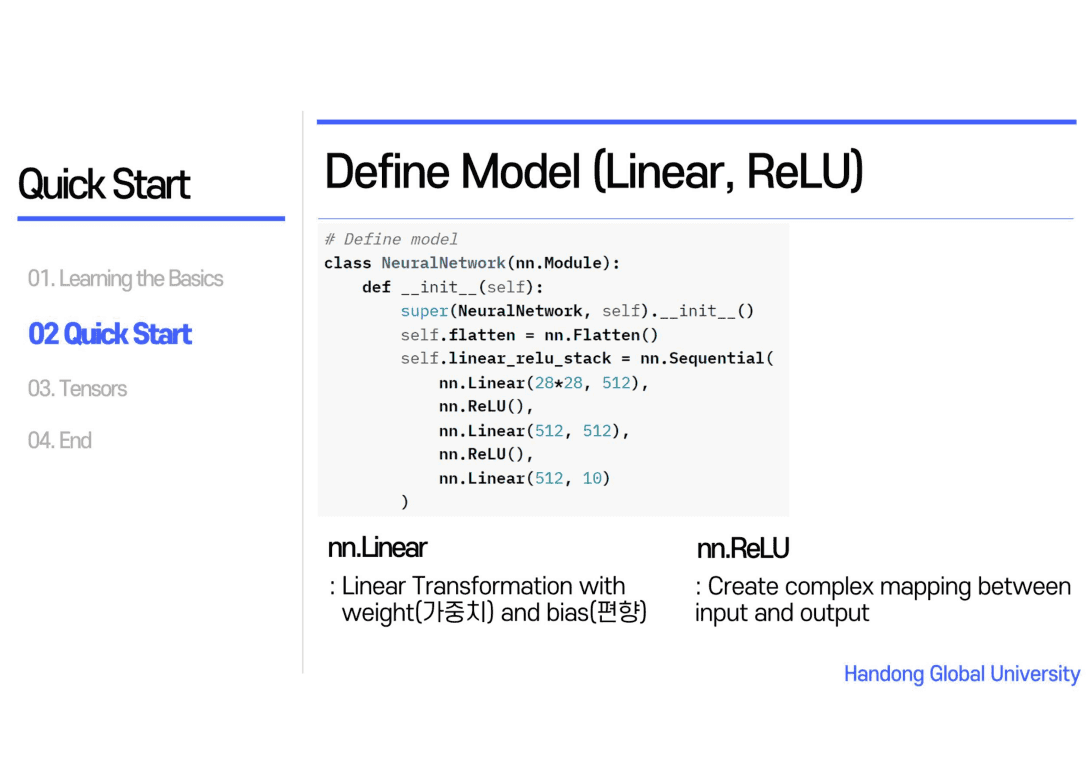 Quick Start
01. Learning the Basics
02 Quick Start
03. Tensors
04. End
Define Model (Linear, ReLU)
# Define model
class NeuralNetwork(nn.Module):
    def __init__(self):
        super(NeuralNetwork, self).__init__()
        self.flatten = nn.Flatten()
        self.linear_relu_stack = nn.Sequential(
            nn.Linear(28*28, 512),
            nn.ReLU(),
            nn.Linear(512, 512),
            nn.ReLU(),
            nn.Linear(512, 10)
        )
nn.Linear
: Linear Transformation with
weight(가중치) and bias(편향)
nn.ReLU
: Create complex mapping between
input and output
Handong Global University